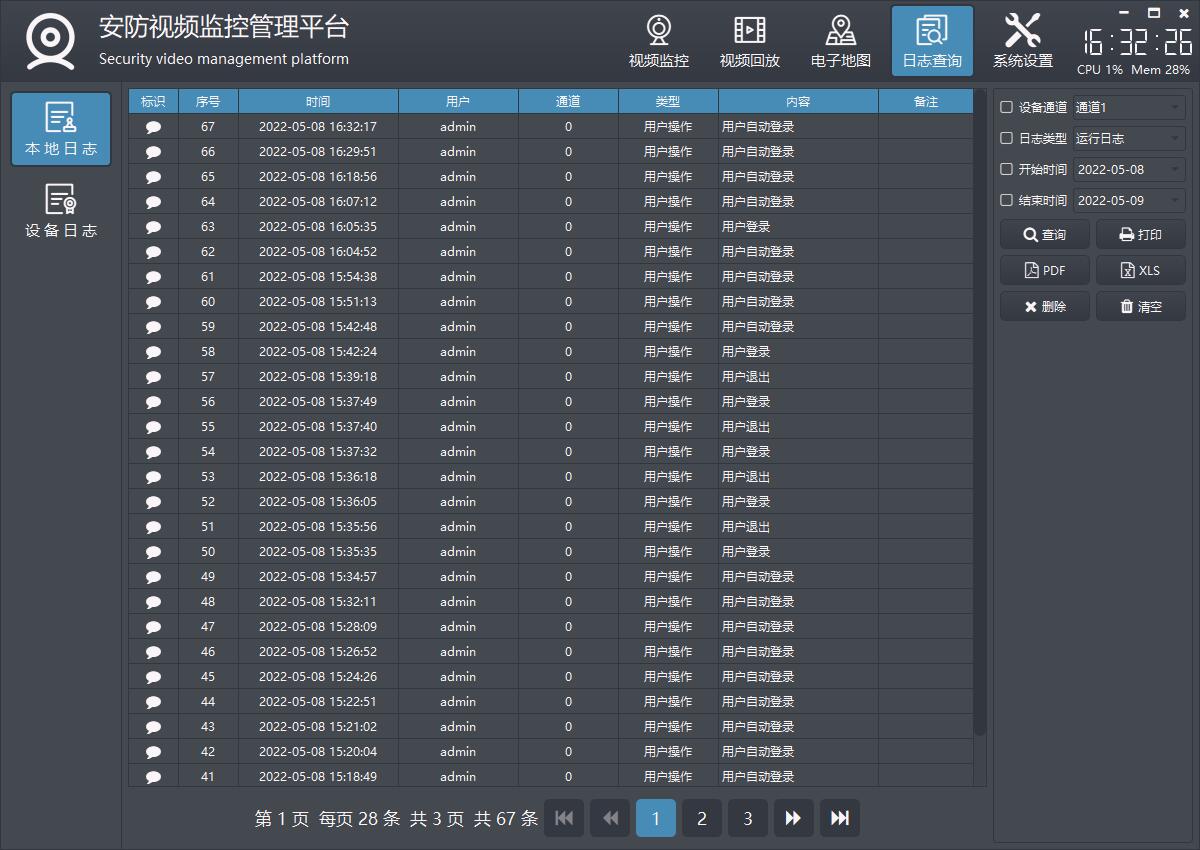 安防视频监控管理平台
Security video management platform
视频监控 视频回放 电子地图 日志查询 系统设置
16:32:26
CPU 1% Mem 28%
本地日志
设备日志
标识 序号 时间 用户 通道 类型 内容 备注
67 2022-05-08 16:32:17 admin 0 用户操作 用户自动登录
66 2022-05-08 16:29:51 admin 0 用户操作 用户自动登录
65 2022-05-08 16:18:56 admin 0 用户操作 用户自动登录
64 2022-05-08 16:07:12 admin 0 用户操作 用户自动登录
63 2022-05-08 16:05:35 admin 0 用户操作 用户登录
62 2022-05-08 16:04:52 admin 0 用户操作 用户自动登录
61 2022-05-08 15:54:38 admin 0 用户操作 用户自动登录
60 2022-05-08 15:51:13 admin 0 用户操作 用户自动登录
59 2022-05-08 15:42:48 admin 0 用户操作 用户自动登录
58 2022-05-08 15:42:24 admin 0 用户操作 用户登录
57 2022-05-08 15:39:18 admin 0 用户操作 用户退出
56 2022-05-08 15:37:49 admin 0 用户操作 用户登录
55 2022-05-08 15:37:40 admin 0 用户操作 用户退出
54 2022-05-08 15:37:32 admin 0 用户操作 用户登录
53 2022-05-08 15:36:18 admin 0 用户操作 用户退出
52 2022-05-08 15:36:05 admin 0 用户操作 用户登录
51 2022-05-08 15:35:56 admin 0 用户操作 用户退出
50 2022-05-08 15:35:35 admin 0 用户操作 用户登录
49 2022-05-08 15:34:57 admin 0 用户操作 用户自动登录
48 2022-05-08 15:32:11 admin 0 用户操作 用户自动登录
47 2022-05-08 15:28:09 admin 0 用户操作 用户自动登录
46 2022-05-08 15:26:52 admin 0 用户操作 用户自动登录
45 2022-05-08 15:24:26 admin 0 用户操作 用户自动登录
44 2022-05-08 15:22:51 admin 0 用户操作 用户自动登录
43 2022-05-08 15:21:02 admin 0 用户操作 用户自动登录
42 2022-05-08 15:20:04 admin 0 用户操作 用户自动登录
41 2022-05-08 15:18:49 admin 0 用户操作 用户自动登录
第 1 页 每页 28 条 共 3 页 共 67 条 1 2 3
设备通道 通道1
日志类型 运行日志
开始时间 2022-05-08
结束时间 2022-05-09
查询 打印
PDF XLS
删除 清空